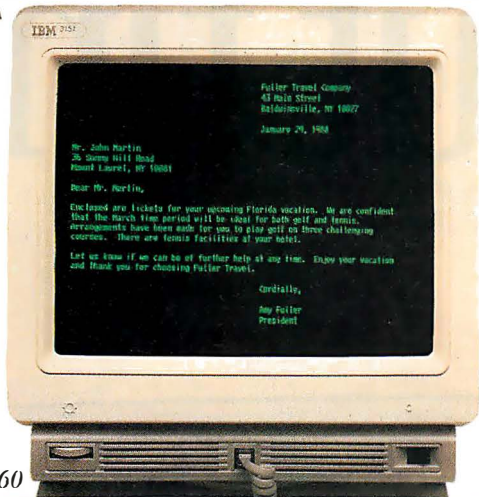 IBM 3151
Fuller Travel Company
43 Main Street
Baldwinsville, NY 10027
January 29, 1988
Mr. John Martin
36 Sunny Hill Road
Mount Laurel, NY 10081
Dear Mr. Martin,
Enclosed are tickets for your upcoming Florida vacation. We are confident
that the March time period will be ideal for both golf and tennis.
Arrangements have been made for you to play golf on three challenging
courses. There are tennis facilities at your hotel.
Let us know if we can be of further help at any time. Enjoy your vacation
and thank you for choosing Fuller Travel.
Cordially,
Amy Fuller
President
60